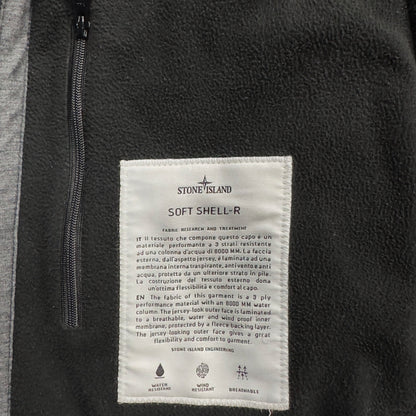 STONE ISLAND
SOFT SHELL-R
FABRIC RESEARCH AND TREATMENT
IT Il tessuto che compone questo capo è un
materiale performante a 3 strati resistente
ad una colonna d'acqua di 8000 MM. La faccia
esterna, dall'aspetto jersey, è laminata ad una
membrana interna traspirante, antivento e anti
acqua, protetta da un ulteriore strato in pile.
La costruzione del tessuto esterno dona
un'ottima flessibilità e comfort al capo.
EN The fabric of this garment is a 3 ply
performance material with an 8000 MM water
column. The jersey-look outer face is laminated
to a breathable, water and wind proof inner
membrane, protected by a fleece backing layer.
The jersey-looking outer face gives a great
flexibility and comfort to garment.
STONE ISLAND ENGINEERING
WATER RESISTANT
WIND RESISTANT
BREATHABLE